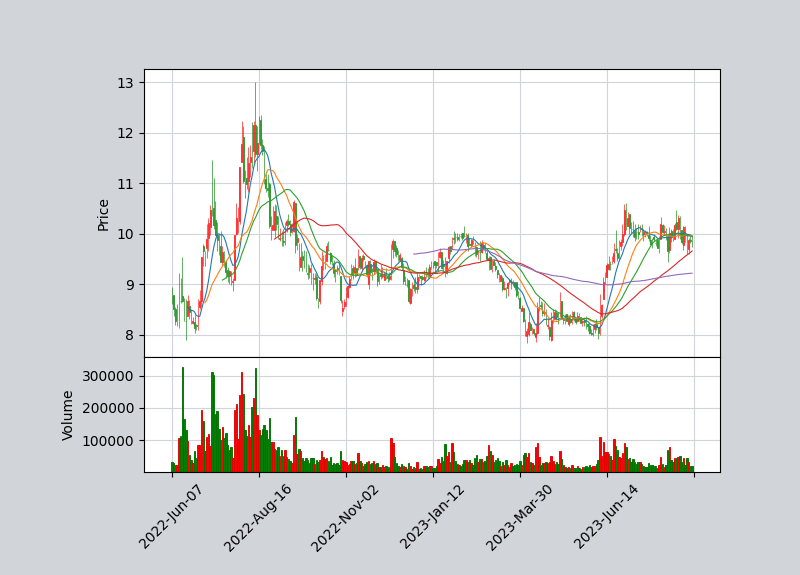 13
12
11
10
9
8
Price
300000
200000
100000
Volume
2022-Jun-07
2022-Aug-16
2022-Nov-02
2023-Jan-12
2023-Mar-30
2023-Jun-14